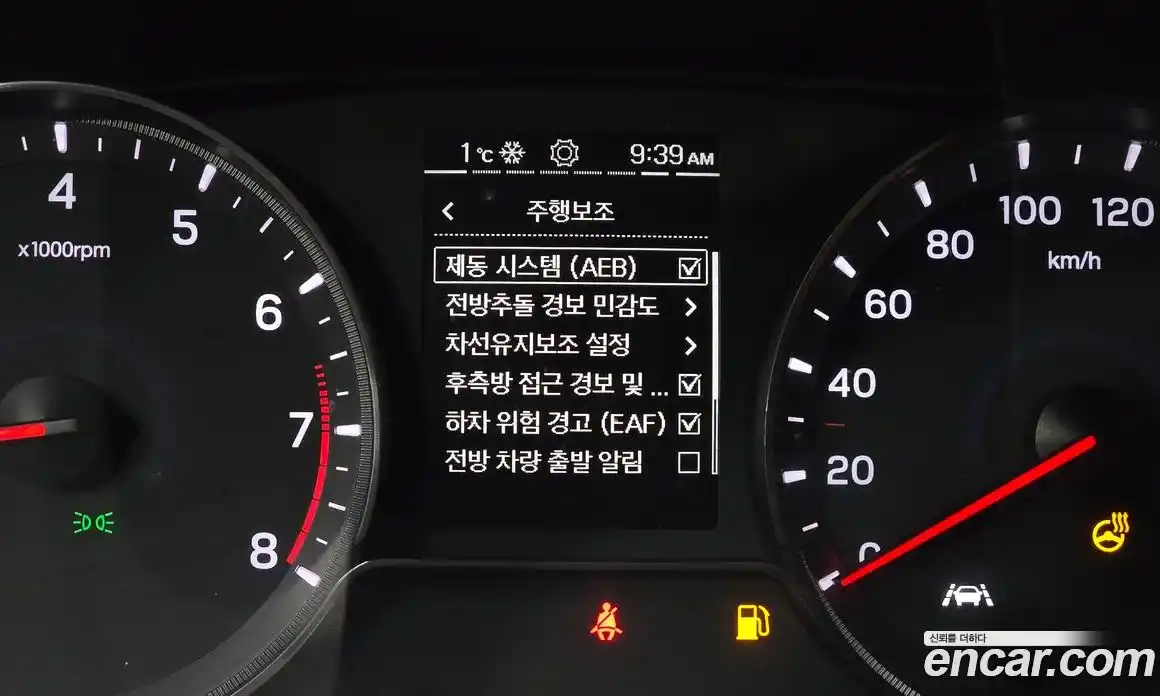 1 °C
9:39 AM
주행보조
제동 시스템 (AEB)
전방추돌 경보 민감도
차선유지보조 설정
후측방 접근 경보 및 ...
하차 위험 경고 (EAF)
전방 차량 출발 알림
4
5
6
7
8
x1000rpm
0
20
40
60
80
100
120
km/h
신뢰를 더하다
encar.com